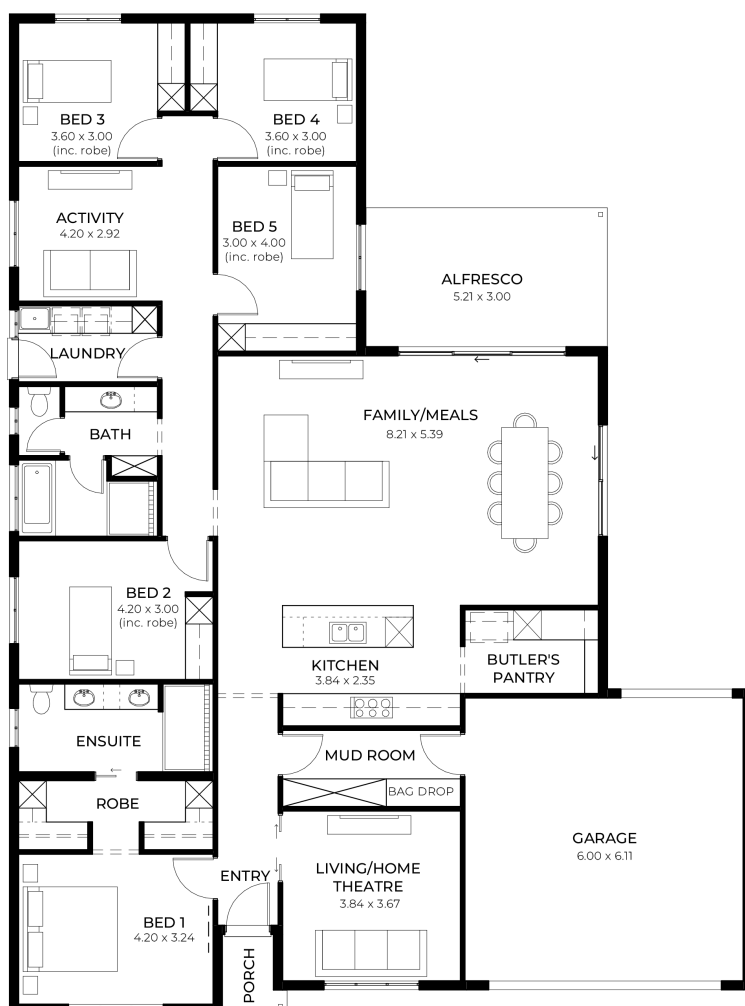 BED 3
3.60 x 3.00
(inc. robe)
BED 4
3.60 x 3.00
(inc. robe)
ACTIVITY
4.20 x 2.92
BED 5
3.00 x 4.00
(inc. robe)
ALFRESCO
5.21 x 3.00
LAUNDRY
BATH
FAMILY/MEALS
8.21 x 5.39
BED 2
4.20 x 3.00
(inc. robe)
KITCHEN
3.84 x 2.35
BUTLER'S
PANTRY
ENSUITE
MUD ROOM
ROBE
BAG DROP
GARAGE
6.00 x 6.11
ENTRY
LIVING/HOME
THEATRE
3.84 x 3.67
BED 1
4.20 x 3.24
PORCH